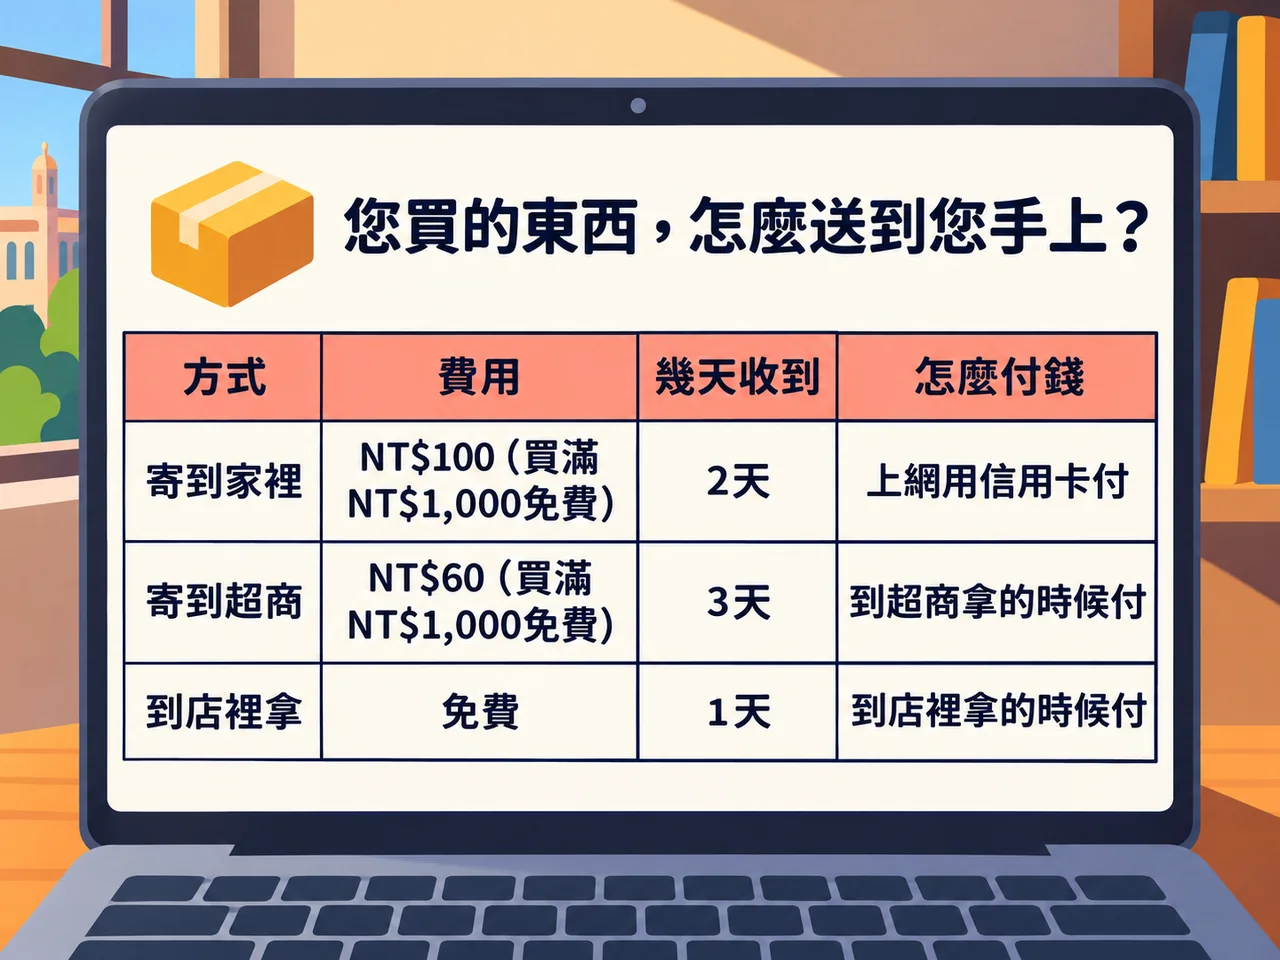 您買的東西，怎麼送到您手上？
方式 費用 幾天收到 怎麼付錢
寄到家裡 NT$100（買滿
NT$1,000免費） 2天 上網用信用卡付
寄到超商 NT$60（買滿
NT$1,000免費） 3天 到超商拿的時候付
到店裡拿 免費 1天 到店裡拿的時候付